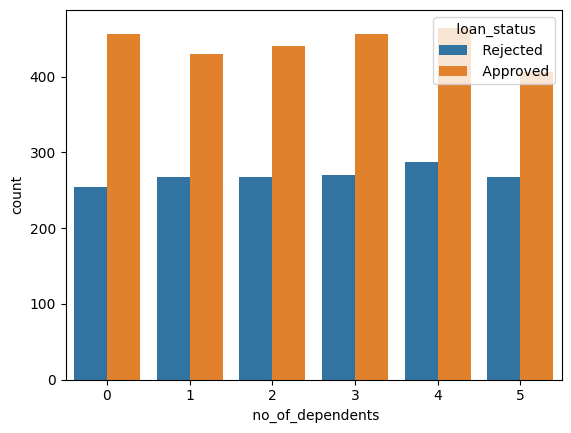 loan_status
Rejected
Approved
400
300
200
100
0
count
0 1 2 3 4 5
no_of_dependents